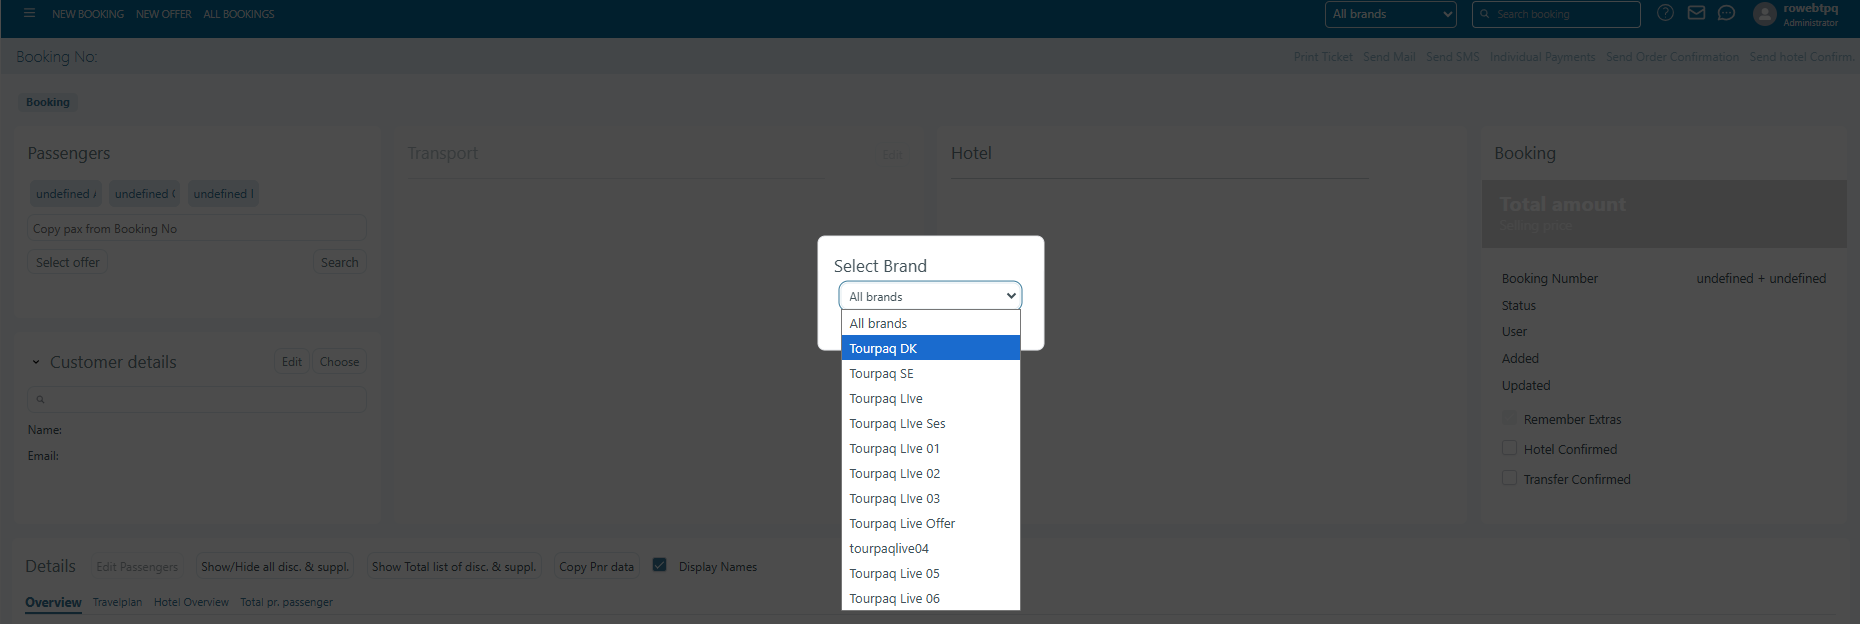 NEW BOOKING NEW OFFER ALL BOOKINGS All brands Search booking rowebtpq
Administrator
Booking No: Print Ticket Send Mail Send SMS Individual Payments Send Order Confirmation Send hotel Confirm.
Booking
Passengers
undefined A undefined C undefined I
Copy pax from Booking No
Select offer Search
Customer details Edit Choose
Name:
Email:
Transport Edit
Hotel
Booking
Total amount
Selling price
Booking Number undefined + undefined
Status
User
Added
Updated
Remember Extras
Hotel Confirmed
Transfer Confirmed
Select Brand
All brands
All brands
Tourpaq DK
Tourpaq SE
Tourpaq LIve
Tourpaq LIve Ses
Tourpaq LIve 01
Tourpaq LIve 02
Tourpaq LIve 03
Tourpaq Live Offer
tourpaqlive04
Tourpaq Live 05
Tourpaq Live 06
Details Edit Passengers Show/Hide all disc. & suppl. Show Total list of disc. & suppl. Copy Pnr data Display Names
Overview Travelplan Hotel Overview Total pr. passenger